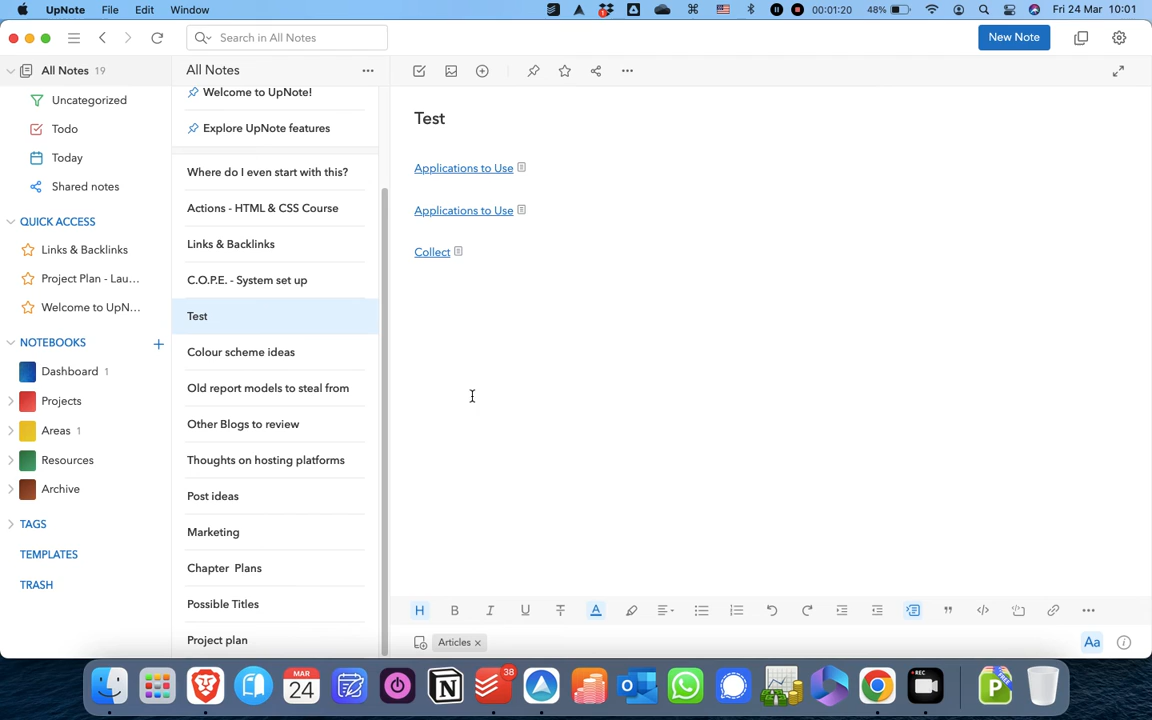 UpNote File Edit Window 00:01:20 48% Fri 24 Mar 10:01
Search in All Notes
New Note
All Notes 19
Uncategorized
Todo
Today
Shared notes
QUICK ACCESS
Links & Backlinks
Project Plan - Lau...
Welcome to UpN...
NOTEBOOKS
Dashboard 1
Projects
Areas 1
Resources
Archive
TAGS
TEMPLATES
TRASH
All Notes
Welcome to UpNote!
Explore UpNote features
Where do I even start with this?
Actions - HTML & CSS Course
Links & Backlinks
C.O.P.E. - System set up
Test
Colour scheme ideas
Old report models to steal from
Other Blogs to review
Thoughts on hosting platforms
Post ideas
Marketing
Chapter Plans
Possible Titles
Project plan
Test
Applications to Use
Applications to Use
Collect
H B I U T A
Articles
Aa
MAR
24
38
REC